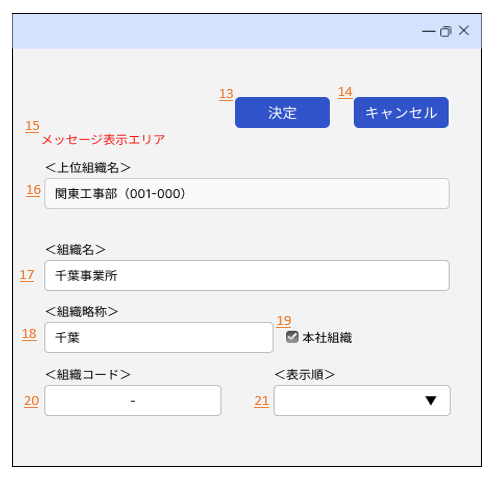 13
決定
14
キャンセル
15
メッセージ表示エリア
＜上位組織名＞
16
関東工事部（001-000）
＜組織名＞
17
千葉事業所
＜組織略称＞
18
千葉
19
本社組織
＜組織コード＞
20
-
＜表示順＞
21
▼